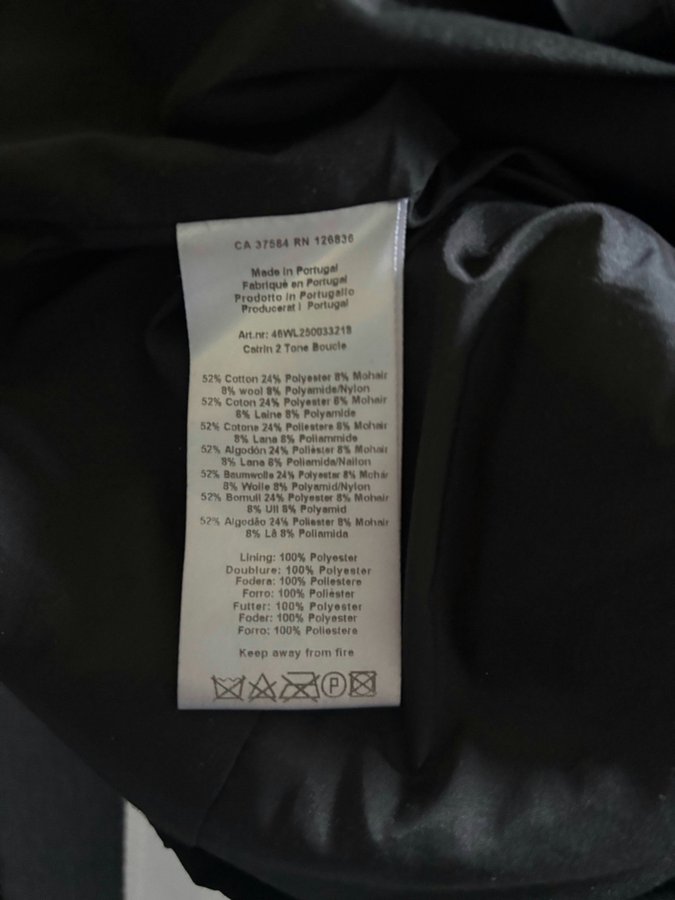 CA 37584 RN 126836
Made in Portugal
Fabriqué en Portugal
Prodotto in Portugallo
Producerat i Portugal
Art.nr: 46WL250033218
Catrin 2 Tone Boucle
52% Cotton 24% Polyester 8% Mohair
8% wool 8% Polyamide/Nylon
52% Coton 24% Polyester 8% Mohair
8% Laine 8% Polyamide
52% Cotone 24% Poliestere 8% Mohair
8% Lana 8% Poliammide
52% Algodón 24% Poliéster 8% Mohair
8% Lana 8% Poliamida/Nailon
52% Baumwolle 24% Polyester 8% Mohair
8% Wolle 8% Polyamid/Nylon
52% Bomull 24% Polyester 8% Mohair
8% Ull 8% Polyamid
52% Algodão 24% Poliester 8% Mohair
8% Lã 8% Poliamida
Lining: 100% Polyester
Doublure: 100% Polyester
Fodera: 100% Poliestere
Forro: 100% Poliéster
Futter: 100% Polyester
Foder: 100% Polyester
Forro: 100% Poliestere
Keep away from fire
P